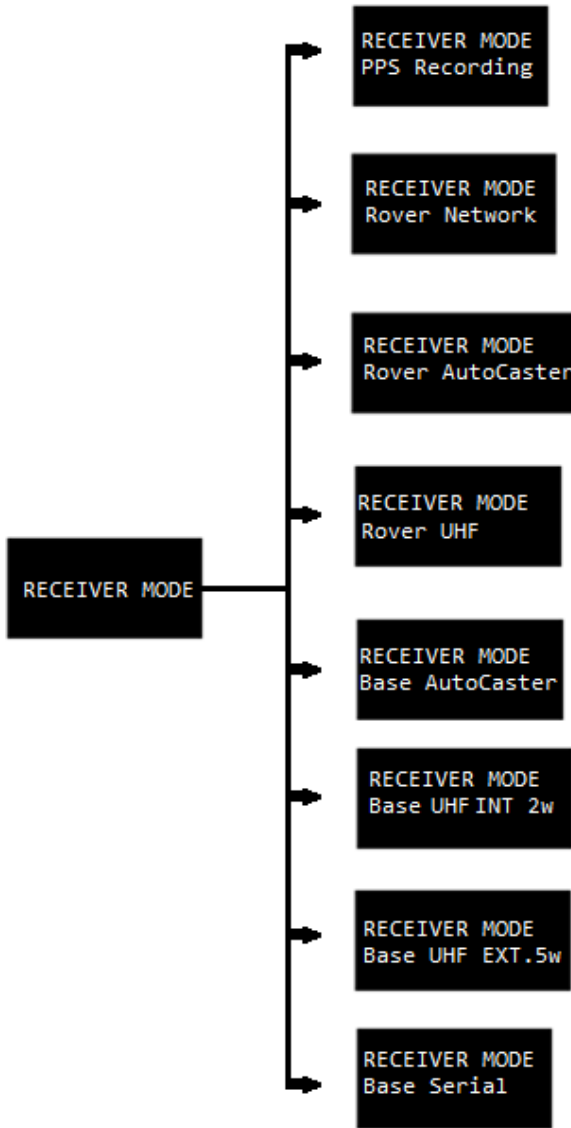 RECEIVER MODE
PPS Recording
RECEIVER MODE
Rover Network
RECEIVER MODE
Rover AutoCaster
RECEIVER MODE
Rover UHF
RECEIVER MODE
RECEIVER MODE
Base AutoCaster
RECEIVER MODE
Base UHF INT 2w
RECEIVER MODE
Base UHF EXT.5w
RECEIVER MODE
Base Serial